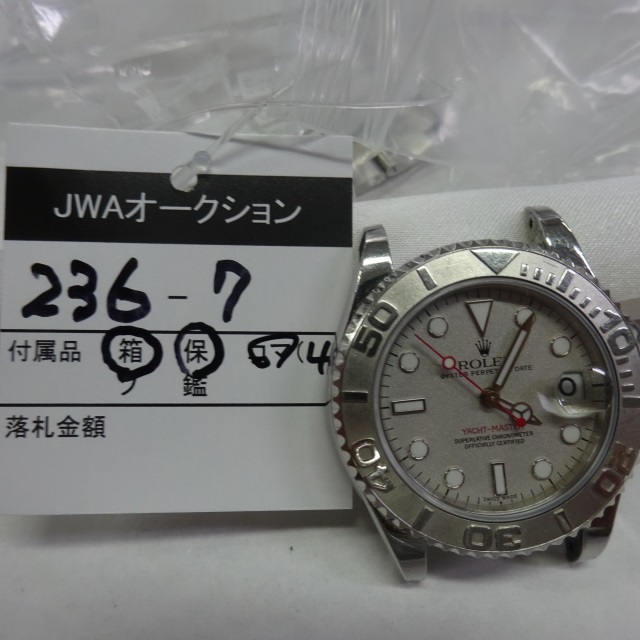 JWAオークション
236-7
付属品 箱 保
鑑
落札金額
ROLEX
OYSTER PERPETUAL DATE
YACHT-MASTER
SUPERLATIVE CHRONOMETER
OFFICIALLY CERTIFIED
10
30
40
50